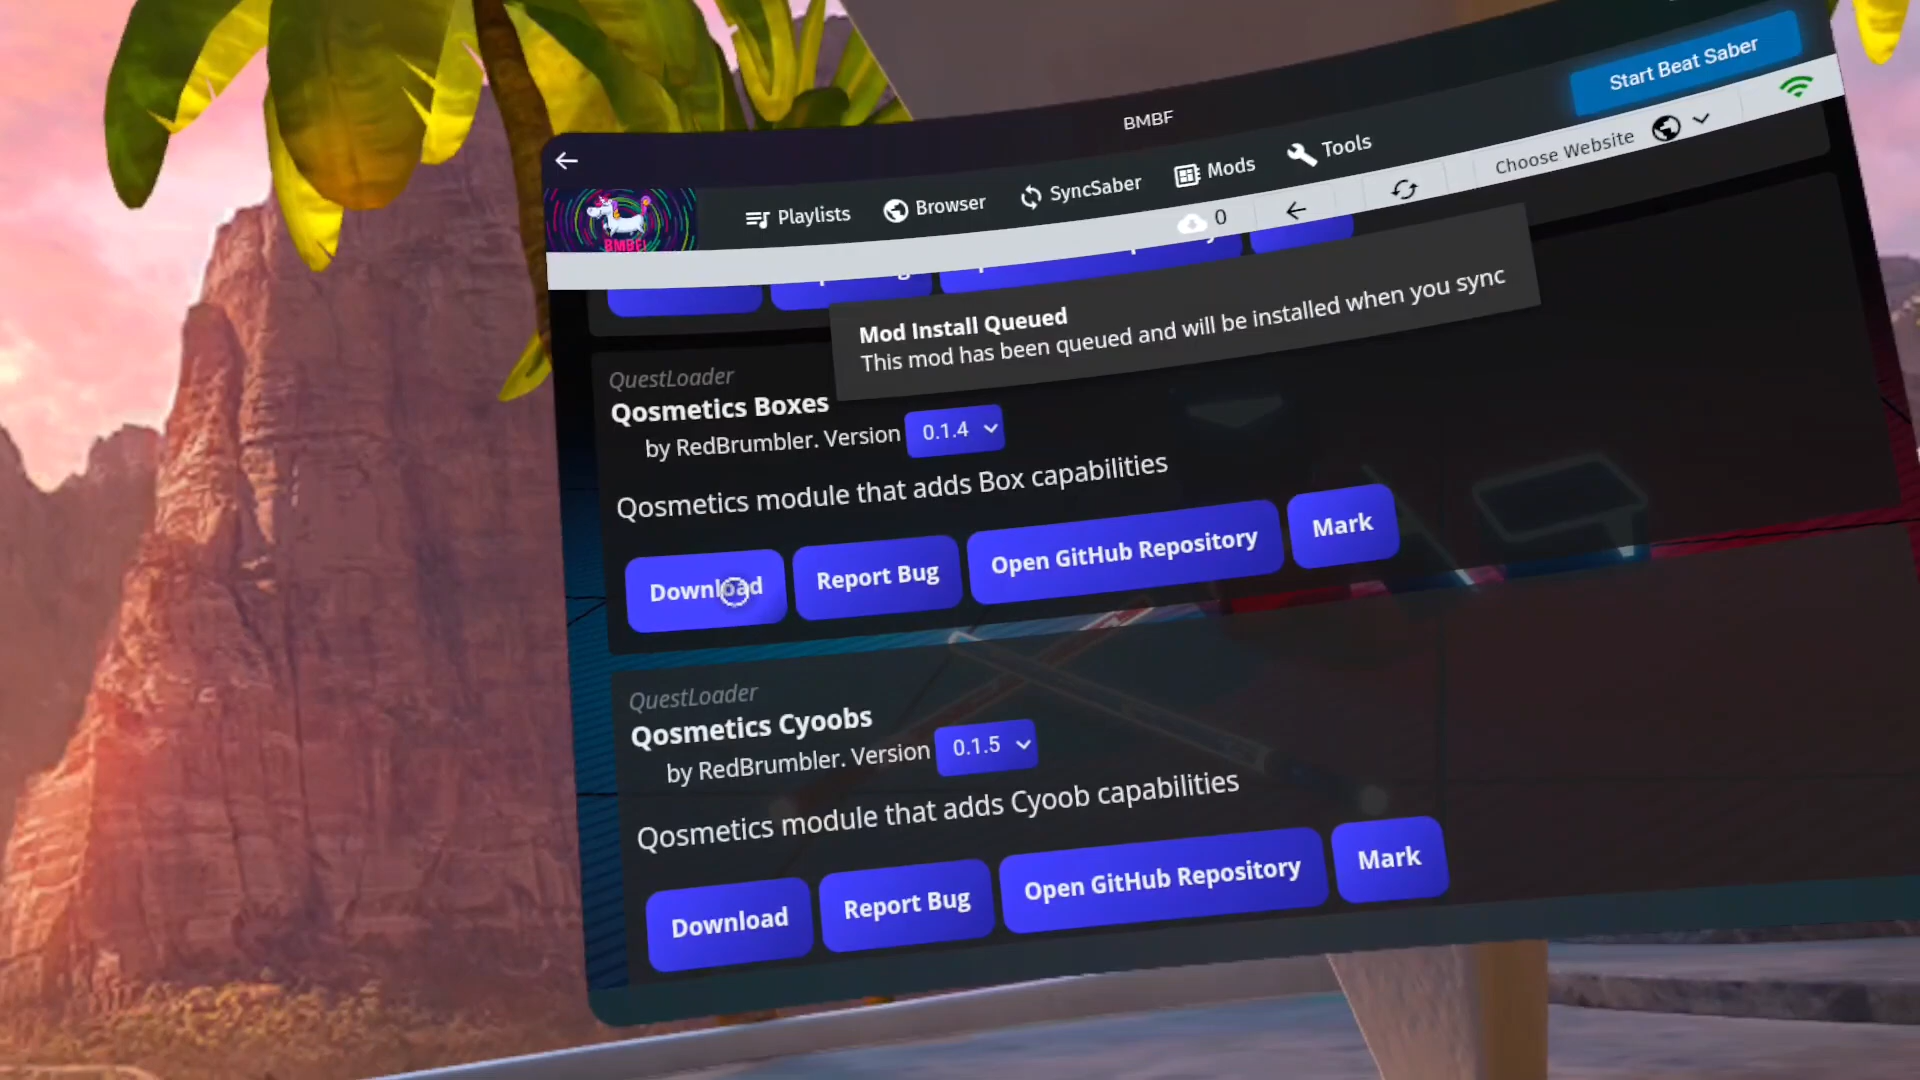 BMBF
Start Beat Saber
BMBF
Playlists
Browser
SyncSaber
Mods
Tools
0
Choose Website
Mod Install Queued
This mod has been queued and will be installed when you sync
QuestLoader
Qosmetics Boxes
by RedBrumbler. Version 0.1.4
Qosmetics module that adds Box capabilities
Download
Report Bug
Open GitHub Repository
Mark
QuestLoader
Qosmetics Cyoobs
by RedBrumbler. Version 0.1.5
Qosmetics module that adds Cyoob capabilities
Download
Report Bug
Open GitHub Repository
Mark